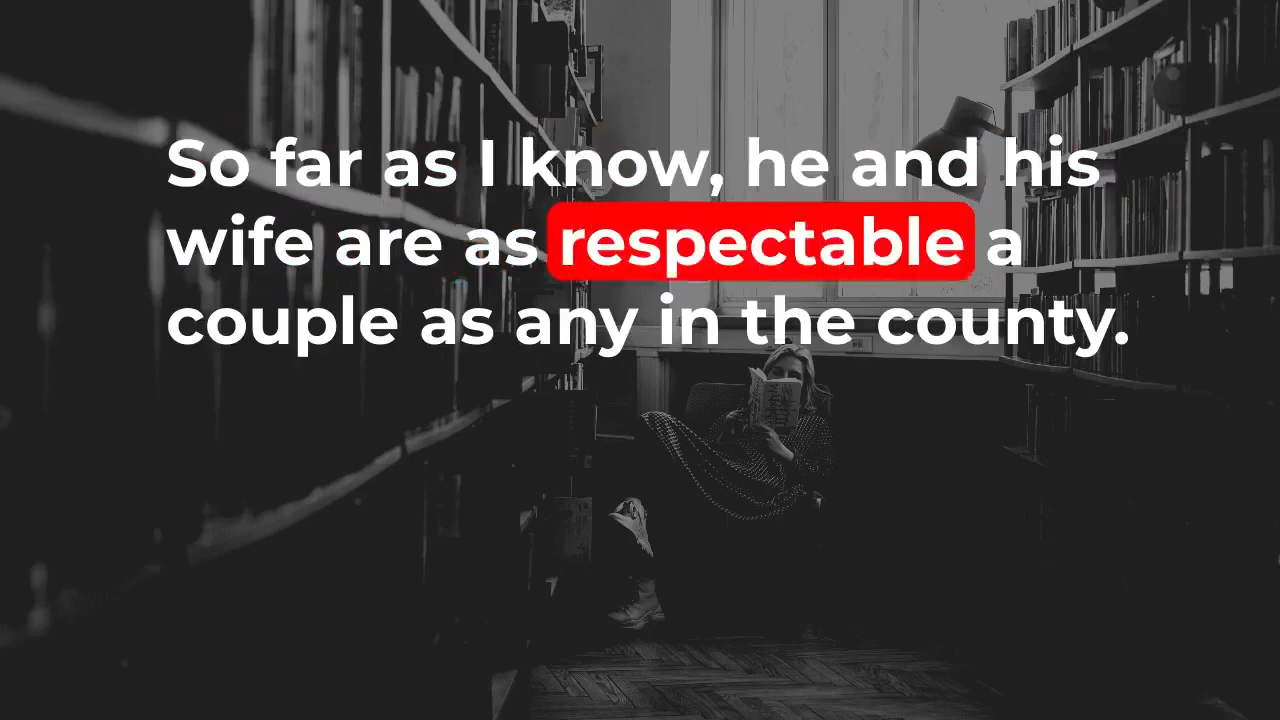 So far as I know, he and his
wife are as respectable a
couple as any in the county.